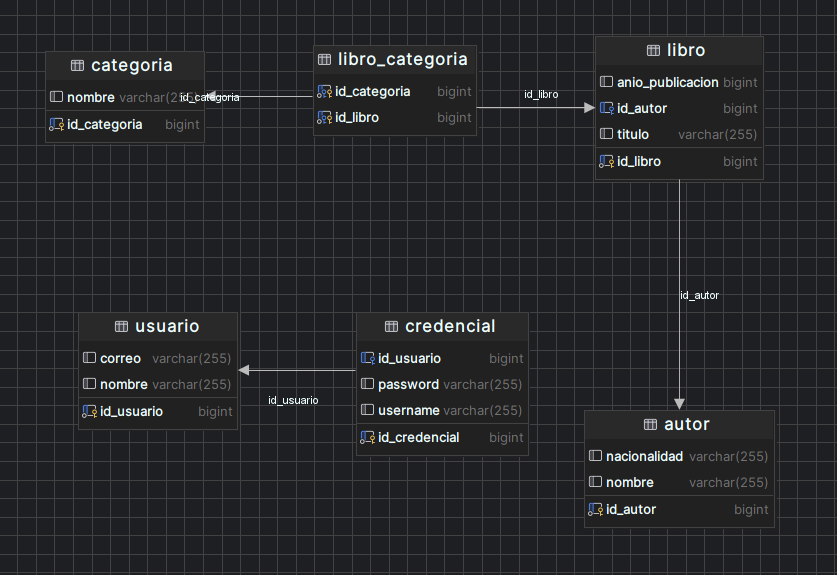 categoria
nombre varchar(255)
id_categoria bigint
id_categoria
libro_categoria
id_categoria bigint
id_libro bigint
id_libro
libro
anio_publicacion bigint
id_autor bigint
titulo varchar(255)
id_libro bigint
id_autor
usuario
correo varchar(255)
nombre varchar(255)
id_usuario bigint
id_usuario
credencial
id_usuario bigint
password varchar(255)
username varchar(255)
id_credencial bigint
autor
nacionalidad varchar(255)
nombre varchar(255)
id_autor bigint